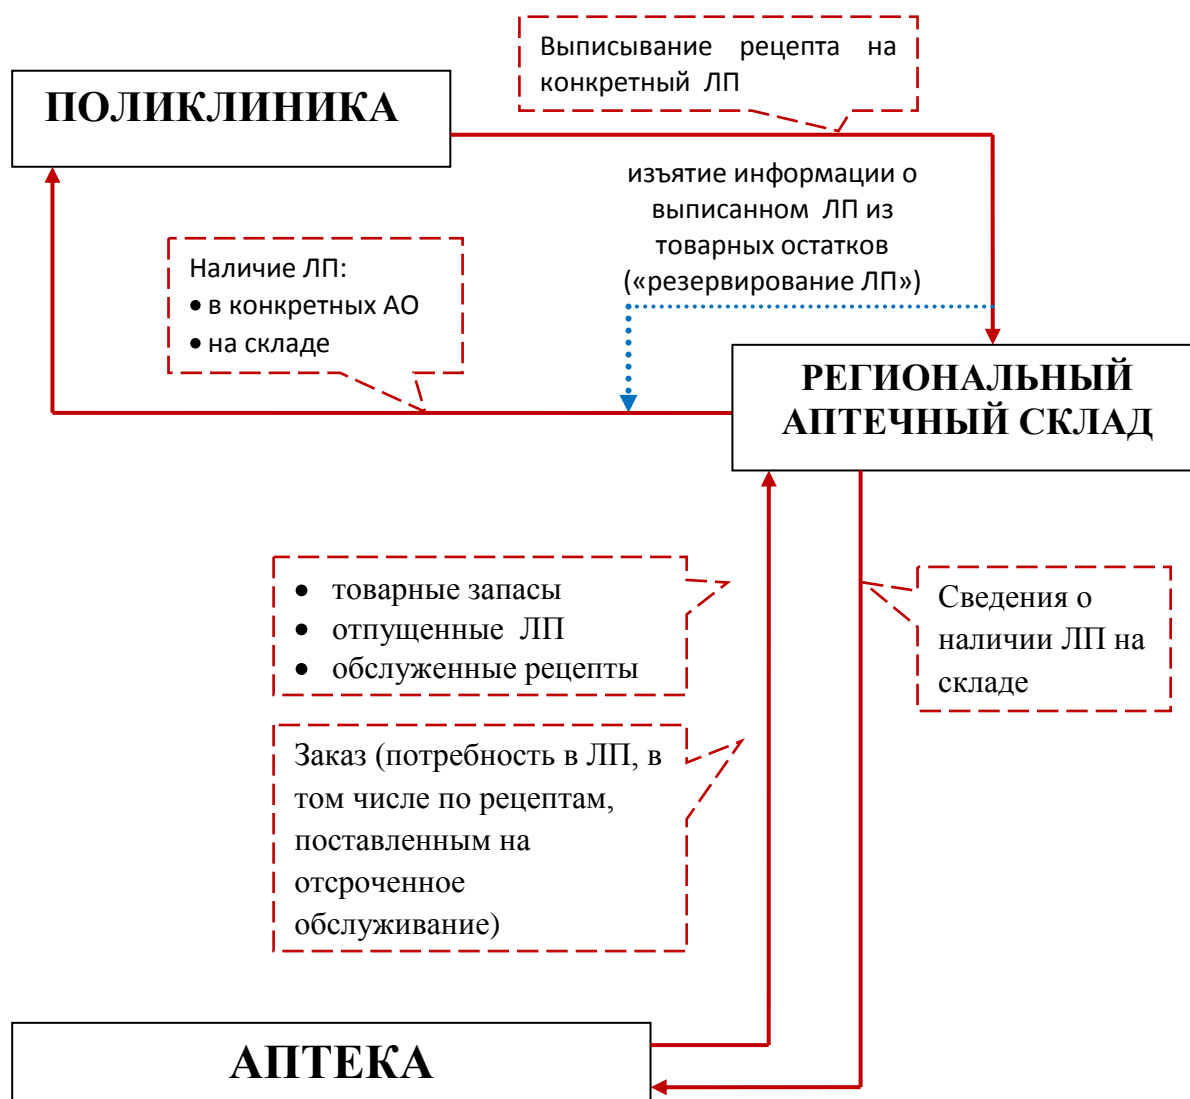 Выписывание рецепта на
конкретный ЛП
ПОЛИКЛИНИКА
изъятие информации о
выписанном ЛП из
товарных остатков
(«резервирование ЛП»)
Наличие ЛП:
• в конкретных АО
• на складе
РЕГИОНАЛЬНЫЙ
АПТЕЧНЫЙ СКЛАД
• товарные запасы
• отпущенные ЛП
• обслуженные рецепты
Сведения о
наличии ЛП на
складе
Заказ (потребность в ЛП, в
том числе по рецептам,
поставленным на
отсроченное
обслуживание)
АПТЕКА